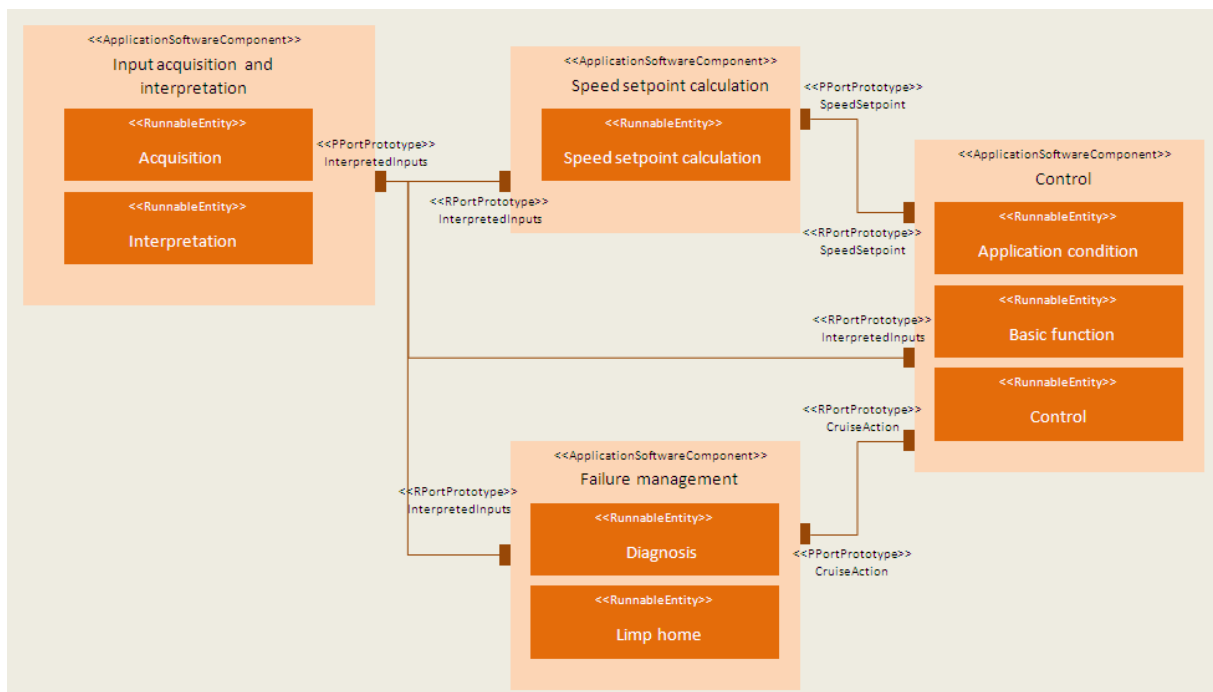 <<ApplicationSoftwareComponent>>
Input acquisition and
interpretation
<<RunnableEntity>>
Acquisition
<<RunnableEntity>>
Interpretation
<<PPortPrototype>>
InterpretedInputs
<<RPortPrototype>>
InterpretedInputs
<<ApplicationSoftwareComponent>>
Speed setpoint calculation
<<RunnableEntity>>
Speed setpoint calculation
<<PPortPrototype>>
SpeedSetpoint
<<RPortPrototype>>
SpeedSetpoint
<<ApplicationSoftwareComponent>>
Control
<<RunnableEntity>>
Application condition
<<RunnableEntity>>
Basic function
<<RunnableEntity>>
Control
<<RPortPrototype>>
InterpretedInputs
<<RPortPrototype>>
CruiseAction
<<ApplicationSoftwareComponent>>
Failure management
<<RunnableEntity>>
Diagnosis
<<RunnableEntity>>
Limp home
<<RPortPrototype>>
InterpretedInputs
<<PPortPrototype>>
CruiseAction